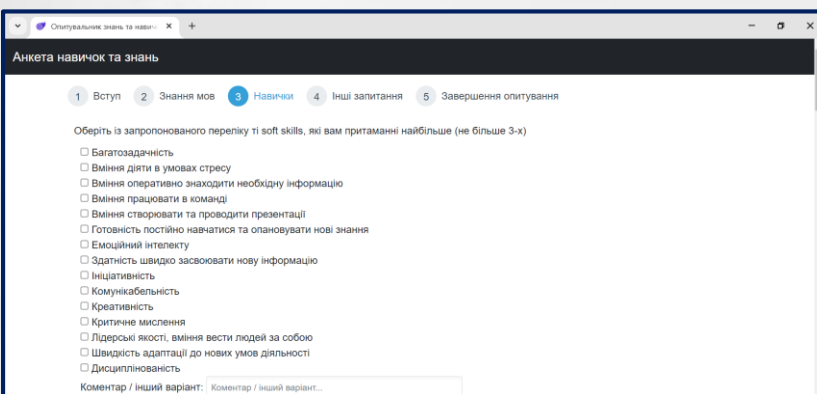 Опитувальник знань та навич
Анкета навичок та знань
1 Вступ 2 Знання мов 3 Навички 4 Інші запитання 5 Завершення опитування
Оберіть із запропонованого переліку ті soft skills, які вам притаманні найбільше (не більше 3-х)
Багатозадачність
Вміння діяти в умовах стресу
Вміння оперативно знаходити необхідну інформацію
Вміння працювати в команді
Вміння створювати та проводити презентації
Готовність постійно навчатися та опановувати нові знання
Емоційний інтелекту
Здатність швидко засвоювати нову інформацію
Ініціативність
Комунікабельність
Креативність
Критичне мислення
Лідерські якості, вміння вести людей за собою
Швидкість адаптації до нових умов діяльності
Дисциплінованість
Коментар / інший варіант: Коментар / інший варіант...